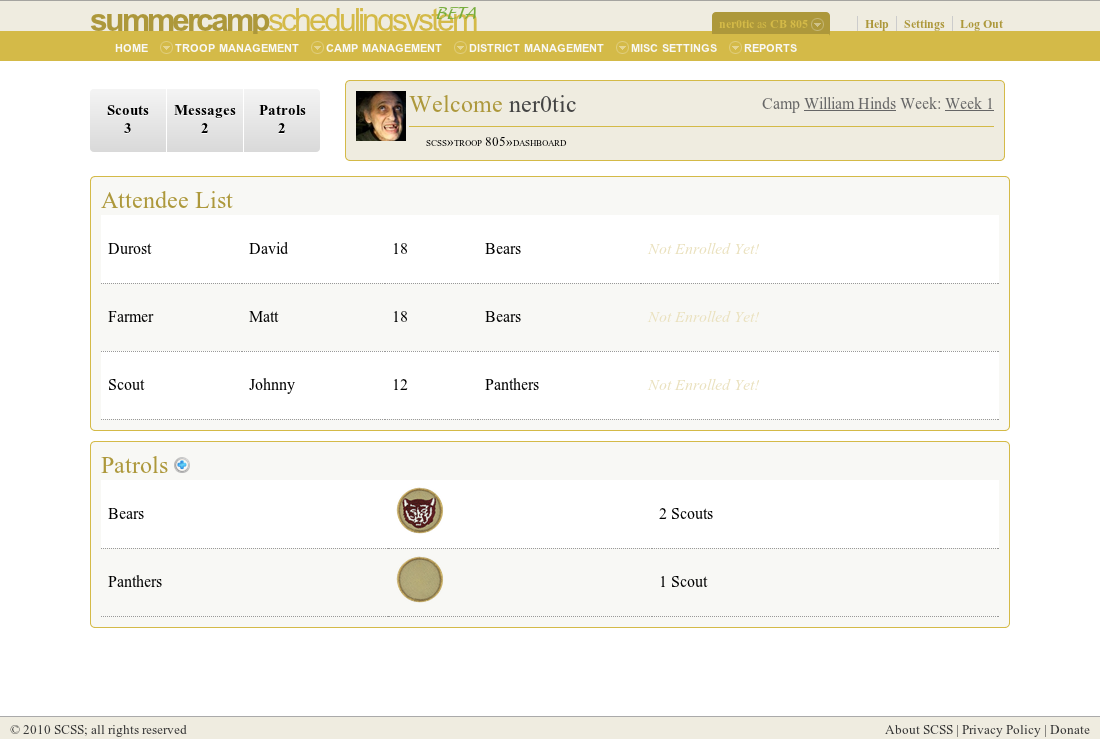 summercampschedulingsystem BETA
ner0tic as CB 805 Help Settings Log Out
HOME TROOP MANAGEMENT CAMP MANAGEMENT DISTRICT MANAGEMENT MISC SETTINGS REPORTS
Scouts Messages Patrols
3 2 2
Welcome ner0tic Camp William Hinds Week: Week 1
scss»troop 805»dashboard
Attendee List
Durost David 18 Bears Not Enrolled Yet!
Farmer Matt 18 Bears Not Enrolled Yet!
Scout Johnny 12 Panthers Not Enrolled Yet!
Patrols
Bears 2 Scouts
Panthers 1 Scout
© 2010 SCSS; all rights reserved About SCSS | Privacy Policy | Donate